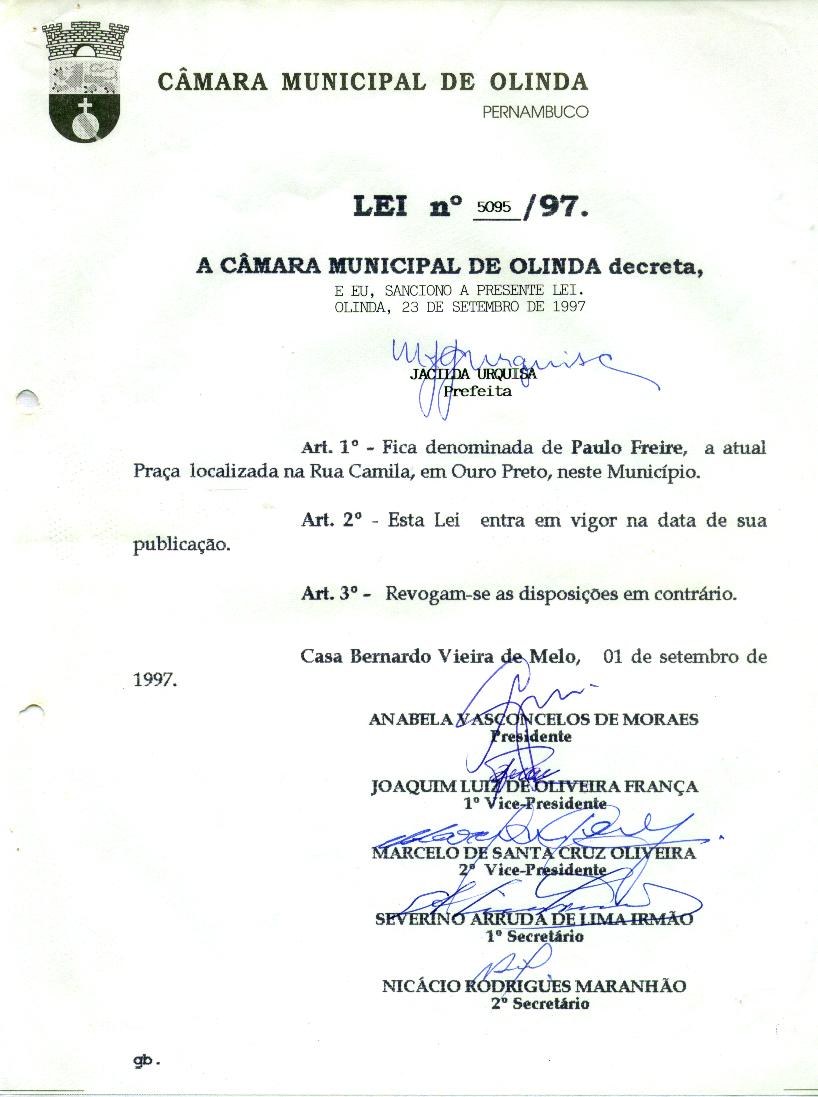 CÂMARA MUNICIPAL DE OLINDA
PERNAMBUCO
LEI nº 5095 /97.
A CÂMARA MUNICIPAL DE OLINDA decreta,
E EU, SANCIONO A PRESENTE LEI.
OLINDA, 23 DE SETEMBRO DE 1997
JACILDA URQUISA
Prefeita
Art. 1º - Fica denominada de Paulo Freire, a atual
Praça localizada na Rua Camila, em Ouro Preto, neste Município.
Art. 2º - Esta Lei entra em vigor na data de sua
publicação.
Art. 3º - Revogam-se as disposições em contrário.
Casa Bernardo Vieira de Melo, 01 de setembro de
1997.
ANABELA VASCONCELOS DE MORAES
Presidente
JOAQUIM LUIZ DE OLIVEIRA FRANÇA
1º Vice-Presidente
MARCELO DE SANTA CRUZ OLIVEIRA
2º Vice-Presidente
SEVERINO ARRUDA DE LIMA IRMÃO
1º Secretário
NICÁCIO RODRIGUES MARANHÃO
2º Secretário
gb.